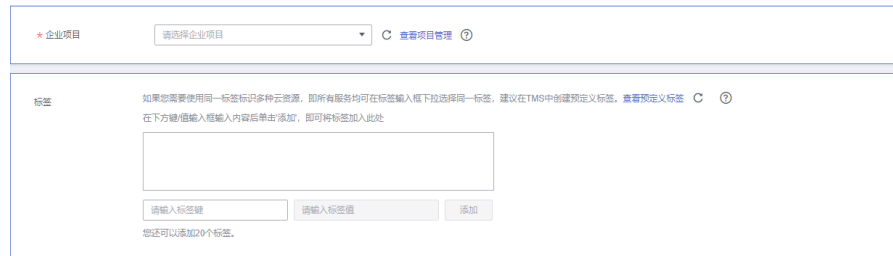 * 企业项目 请选择企业项目 查看项目管理
标签 如果您需要使用同一标签标识多种云资源，即所有服务均可在标签输入框下拉选择同一标签，建议在TMS中创建预定义标签。查看预定义标签
在下方键/值输入框输入内容后单击'添加'，即可将标签加入此处
请输入标签键 请输入标签值 添加
您还可以添加20个标签。